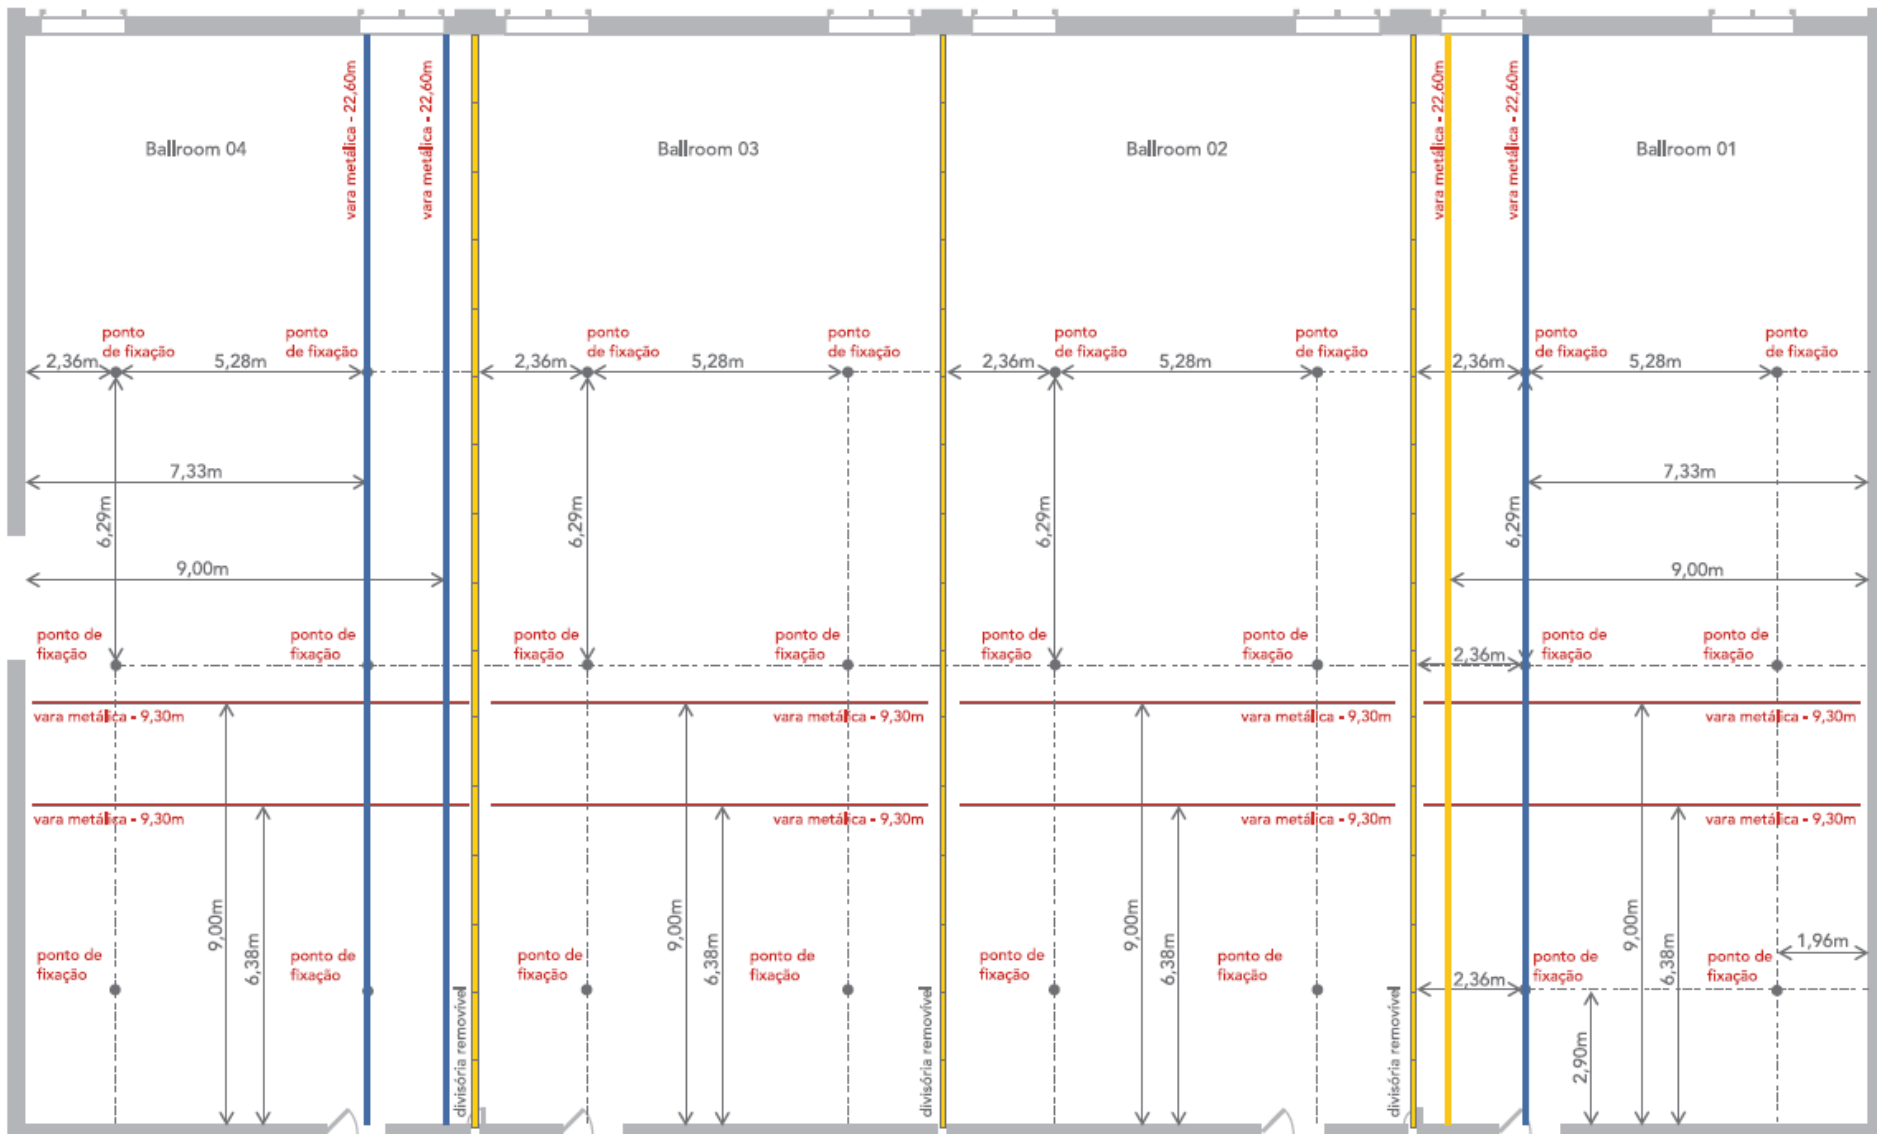 vara metálica - 22,60m
vara metálica - 22,60m
vara metálica - 22,60m
vara metálica - 22,60m
Ballroom 04
Ballroom 03
Ballroom 02
Ballroom 01
ponto
de fixação
ponto
de fixação
ponto
de fixação
ponto
de fixação
ponto
de fixação
ponto
de fixação
ponto
de fixação
ponto
de fixação
2,36m
5,28m
2,36m
5,28m
2,36m
5,28m
2,36m
5,28m
7,33m
7,33m
6,29m
6,29m
6,29m
6,29m
9,00m
9,00m
ponto de
fixação
ponto de
fixação
ponto de
fixação
ponto de
fixação
ponto de
fixação
ponto de
fixação
ponto de
fixação
ponto de
fixação
2,36m
vara metálica - 9,30m
vara metálica - 9,30m
vara metálica - 9,30m
vara metálica - 9,30m
vara metálica - 9,30m
vara metálica - 9,30m
vara metálica - 9,30m
vara metálica - 9,30m
9,00m
6,38m
9,00m
6,38m
9,00m
6,38m
9,00m
6,38m
1,96m
ponto de
fixação
ponto de
fixação
ponto de
fixação
ponto de
fixação
ponto de
fixação
ponto de
fixação
ponto de
fixação
ponto de
fixação
2,36m
2,90m
divisória removível
divisória removível
divisória removível